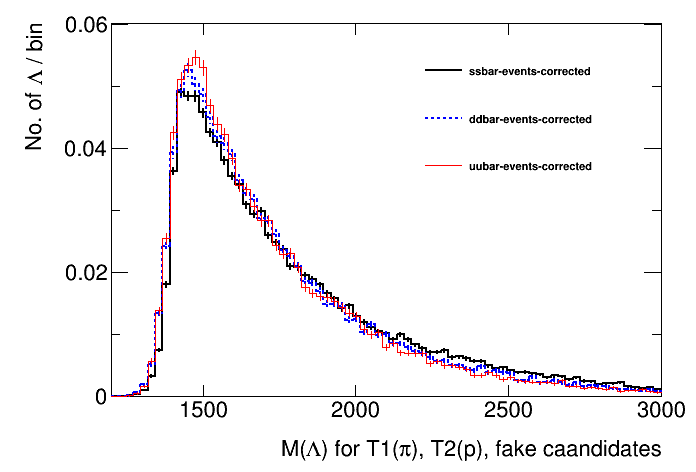 0.06
No. of Λ / bin
ssbar-events-corrected
ddbar-events-corrected
uubar-events-corrected
0.04
0.02
0
1500 2000 2500 3000
M(Λ) for T1(π), T2(p), fake caandidates